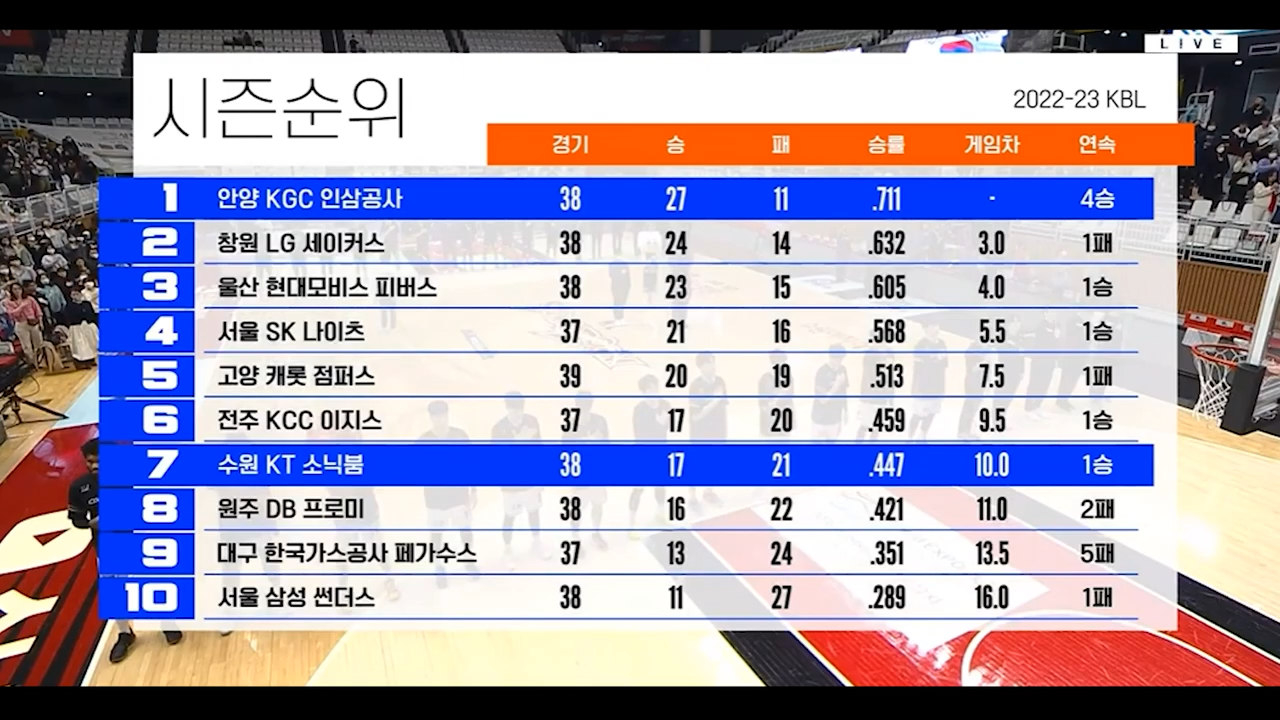 LIVE
시즌순위
2022-23 KBL
경기 승 패 승률 게임차 연속
1 안양 KGC 인삼공사 38 27 11 .711 - 4승
2 창원 LG 세이커스 38 24 14 .632 3.0 1패
3 울산 현대모비스 피버스 38 23 15 .605 4.0 1승
4 서울 SK 나이츠 37 21 16 .568 5.5 1승
5 고양 캐롯 점퍼스 39 20 19 .513 7.5 1패
6 전주 KCC 이지스 37 17 20 .459 9.5 1승
7 수원 KT 소닉붐 38 17 21 .447 10.0 1승
8 원주 DB 프로미 38 16 22 .421 11.0 2패
9 대구 한국가스공사 페가수스 37 13 24 .351 13.5 5패
10 서울 삼성 썬더스 38 11 27 .289 16.0 1패